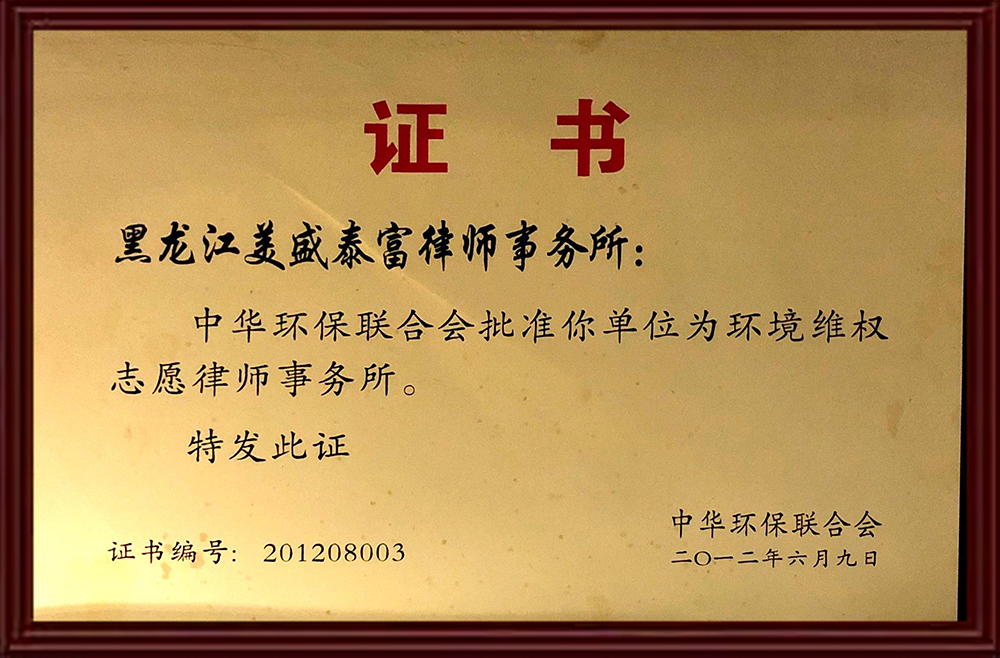 证 书
黑龙江美盛泰富律师事务所：
中华环保联合会批准你单位为环境维权
志愿律师事务所。
特发此证
中华环保联合会
证书编号: 201208003
二〇一二年六月九日